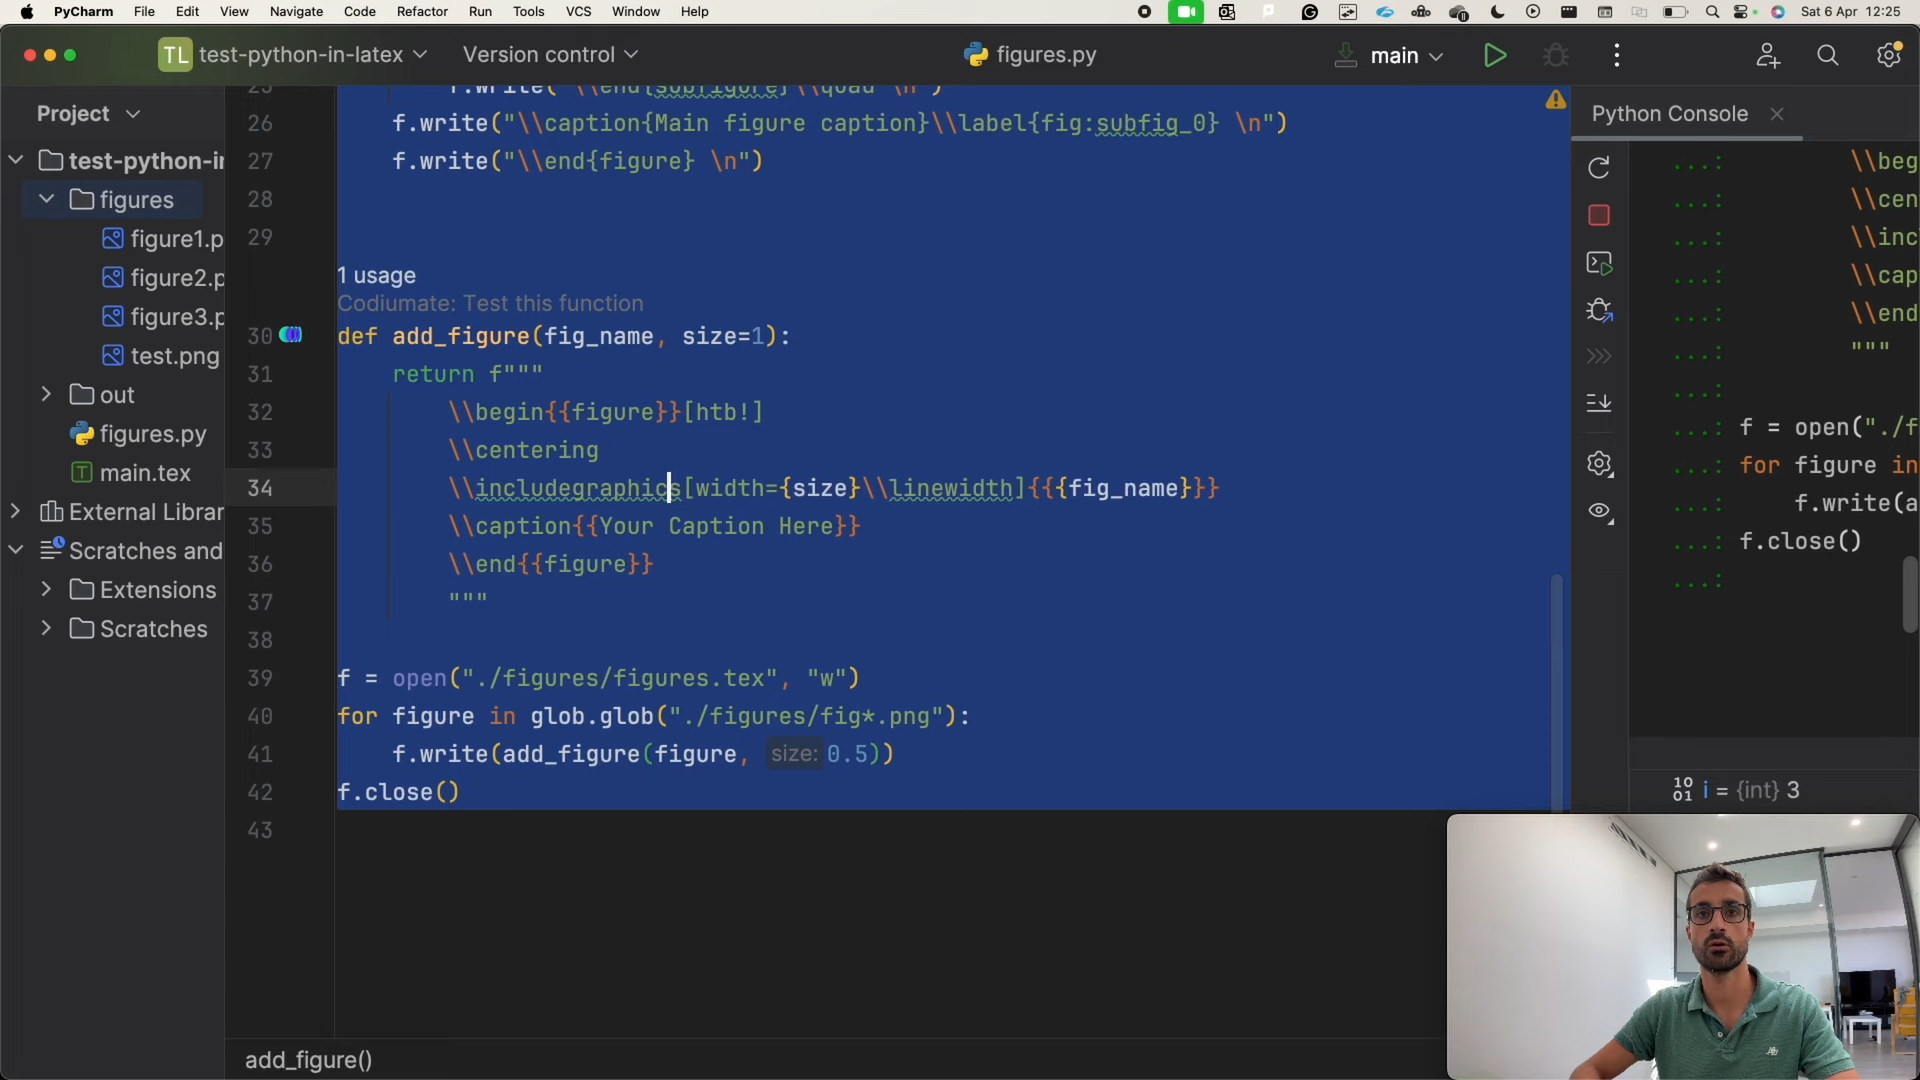 PyCharm File Edit View Navigate Code Refactor Run Tools VCS Window Help Sat 6 Apr 12:25
TL test-python-in-latex Version control figures.py main
Project
test-python-ir
figures
figure1.p
figure2.p
figure3.p
test.png
out
figures.py
main.tex
External Librar
Scratches and
Extensions
Scratches
25 f.write("\\end{subfigure}\\quad \n")
26 f.write("\\caption{Main figure caption}\\label{fig:subfig_0} \n")
27 f.write("\\end{figure} \n")
28
29
1 usage
Codiumate: Test this function
30 def add_figure(fig_name, size=1):
31 return f"""
32 \\begin{{figure}}[htb!]
33 \\centering
34 \\includegraphics[width={size}\\linewidth]{{{fig_name}}}
35 \\caption{{Your Caption Here}}
36 \\end{{figure}}
37 """
38
39 f = open("./figures/figures.tex", "w")
40 for figure in glob.glob("./figures/fig*.png"):
41 f.write(add_figure(figure, size: 0.5))
42 f.close()
43
add_figure()
Python Console
...: \\beg
...: \\cen
...: \\inc
...: \\cap
...: \\end
...: """
...:
...: f = open("./f
...: for figure in
...: f.write(a
...: f.close()
...:
10
01 i = {int} 3